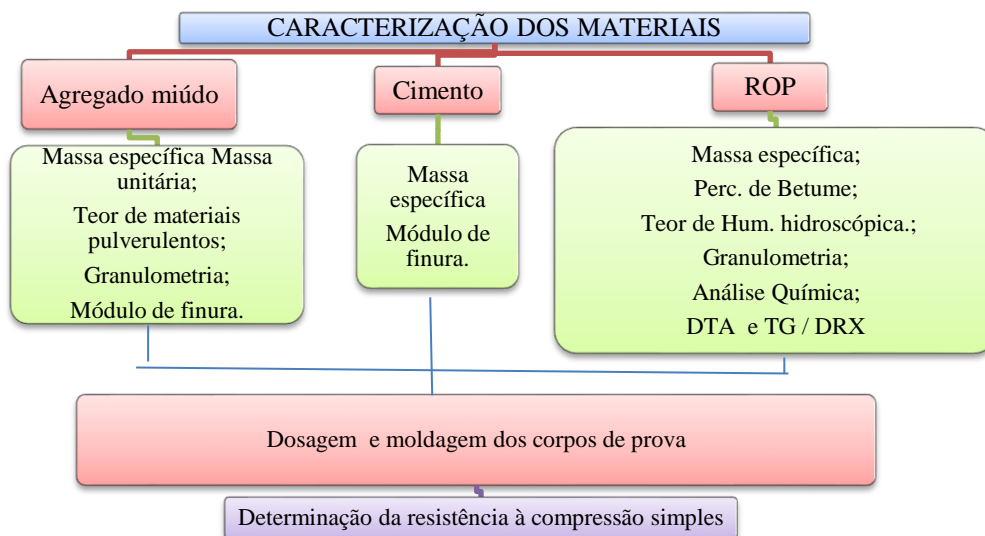 CARACTERIZAÇÃO DOS MATERIAIS
Agregado miúdo
Massa específica Massa
unitária;
Teor de materiais
pulverulentos;
Granulometria;
Módulo de finura.
Cimento
Massa
específica
Módulo de
finura.
ROP
Massa específica;
Perc. de Betume;
Teor de Hum. hidroscópica.;
Granulometria;
Análise Química;
DTA e TG / DRX
Dosagem e moldagem dos corpos de prova
Determinação da resistência à compressão simples